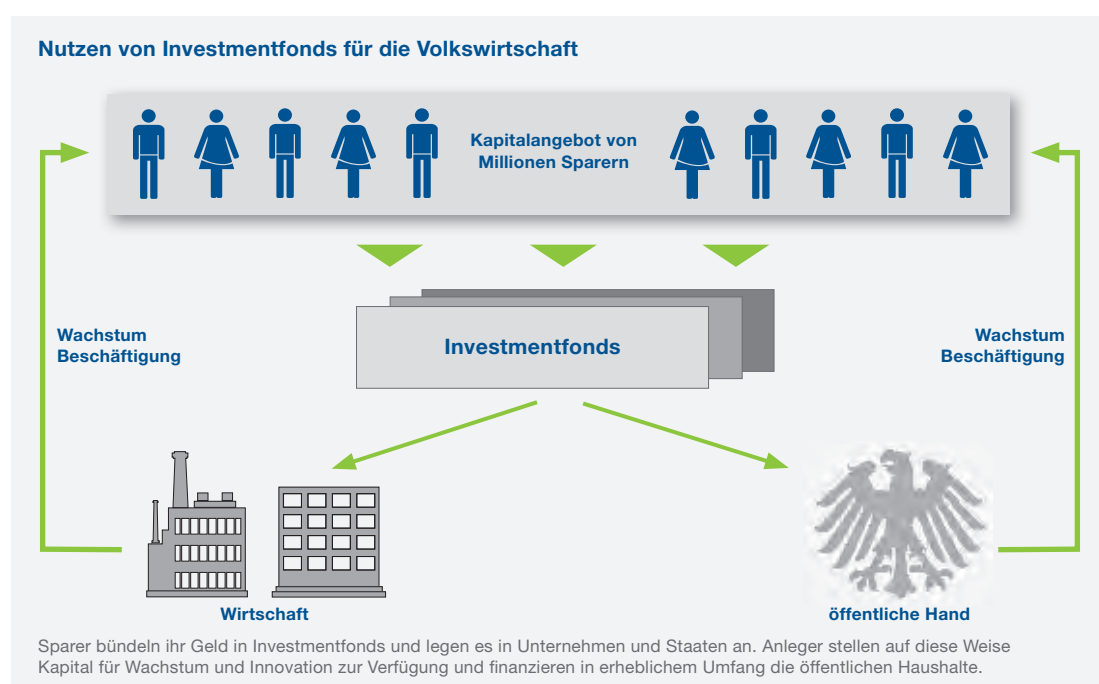 Nutzen von Investmentfonds für die Volkswirtschaft
Kapitalangebot von
Millionen Sparern
Investmentfonds
Wachstum
Beschäftigung
Wachstum
Beschäftigung
Wirtschaft
öffentliche Hand
Sparer bündeln ihr Geld in Investmentfonds und legen es in Unternehmen und Staaten an. Anleger stellen auf diese Weise
Kapital für Wachstum und Innovation zur Verfügung und finanzieren in erheblichem Umfang die öffentlichen Haushalte.